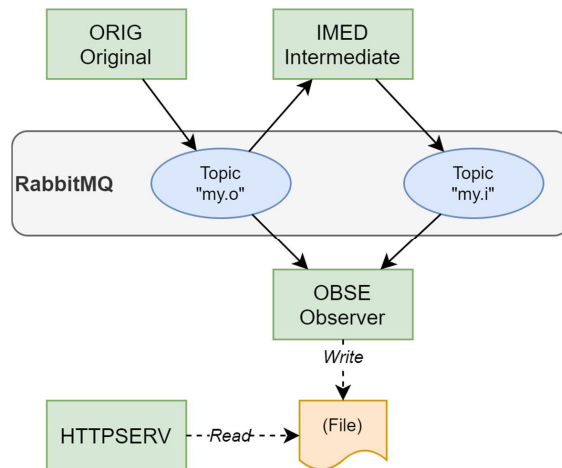 ORIG
Original
IMED
Intermediate
RabbitMQ
Topic
"my.o"
Topic
"my.i"
OBSE
Observer
Write
HTTPSERV
Read
(File)